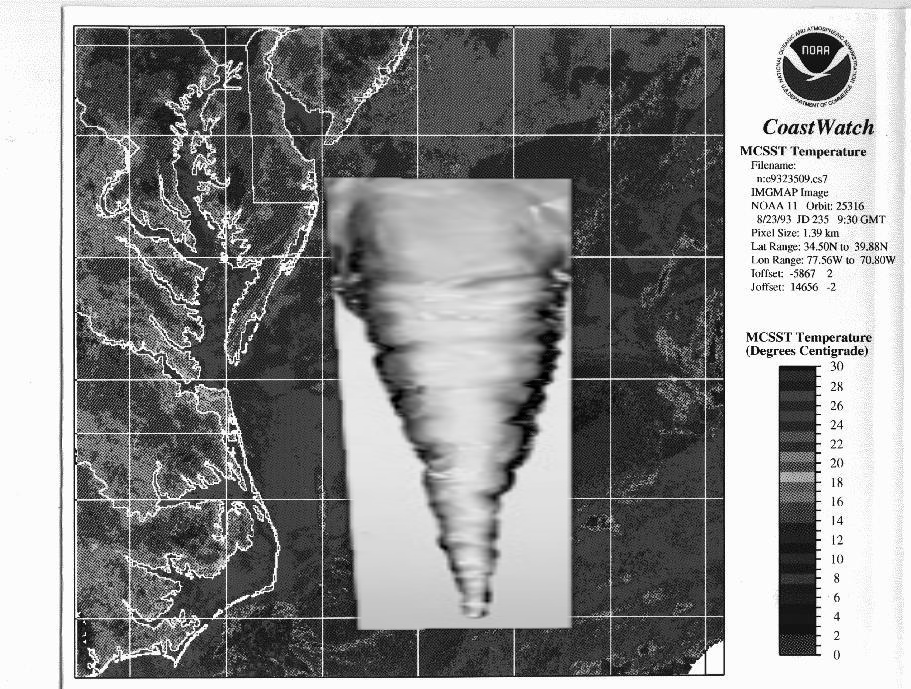 NOAA
NATIONAL OCEANIC AND ATMOSPHERIC ADMINISTRATION
U.S. DEPARTMENT OF COMMERCE
CoastWatch
MCSST Temperature
Filename:
n:c9323509.cs7
IMGMAP Image
NOAA 11 Orbit: 25316
8/23/93 JD 235 9:30 GMT
Pixel Size: 1.39 km
Lat Range: 34.50N to 39.88N
Lon Range: 77.56W to 70.80W
Ioffset: -5867 2
Joffset: 14656 -2
MCSST Temperature
(Degrees Centigrade)
30
28
26
24
22
20
18
16
14
12
10
8
6
4
2
0